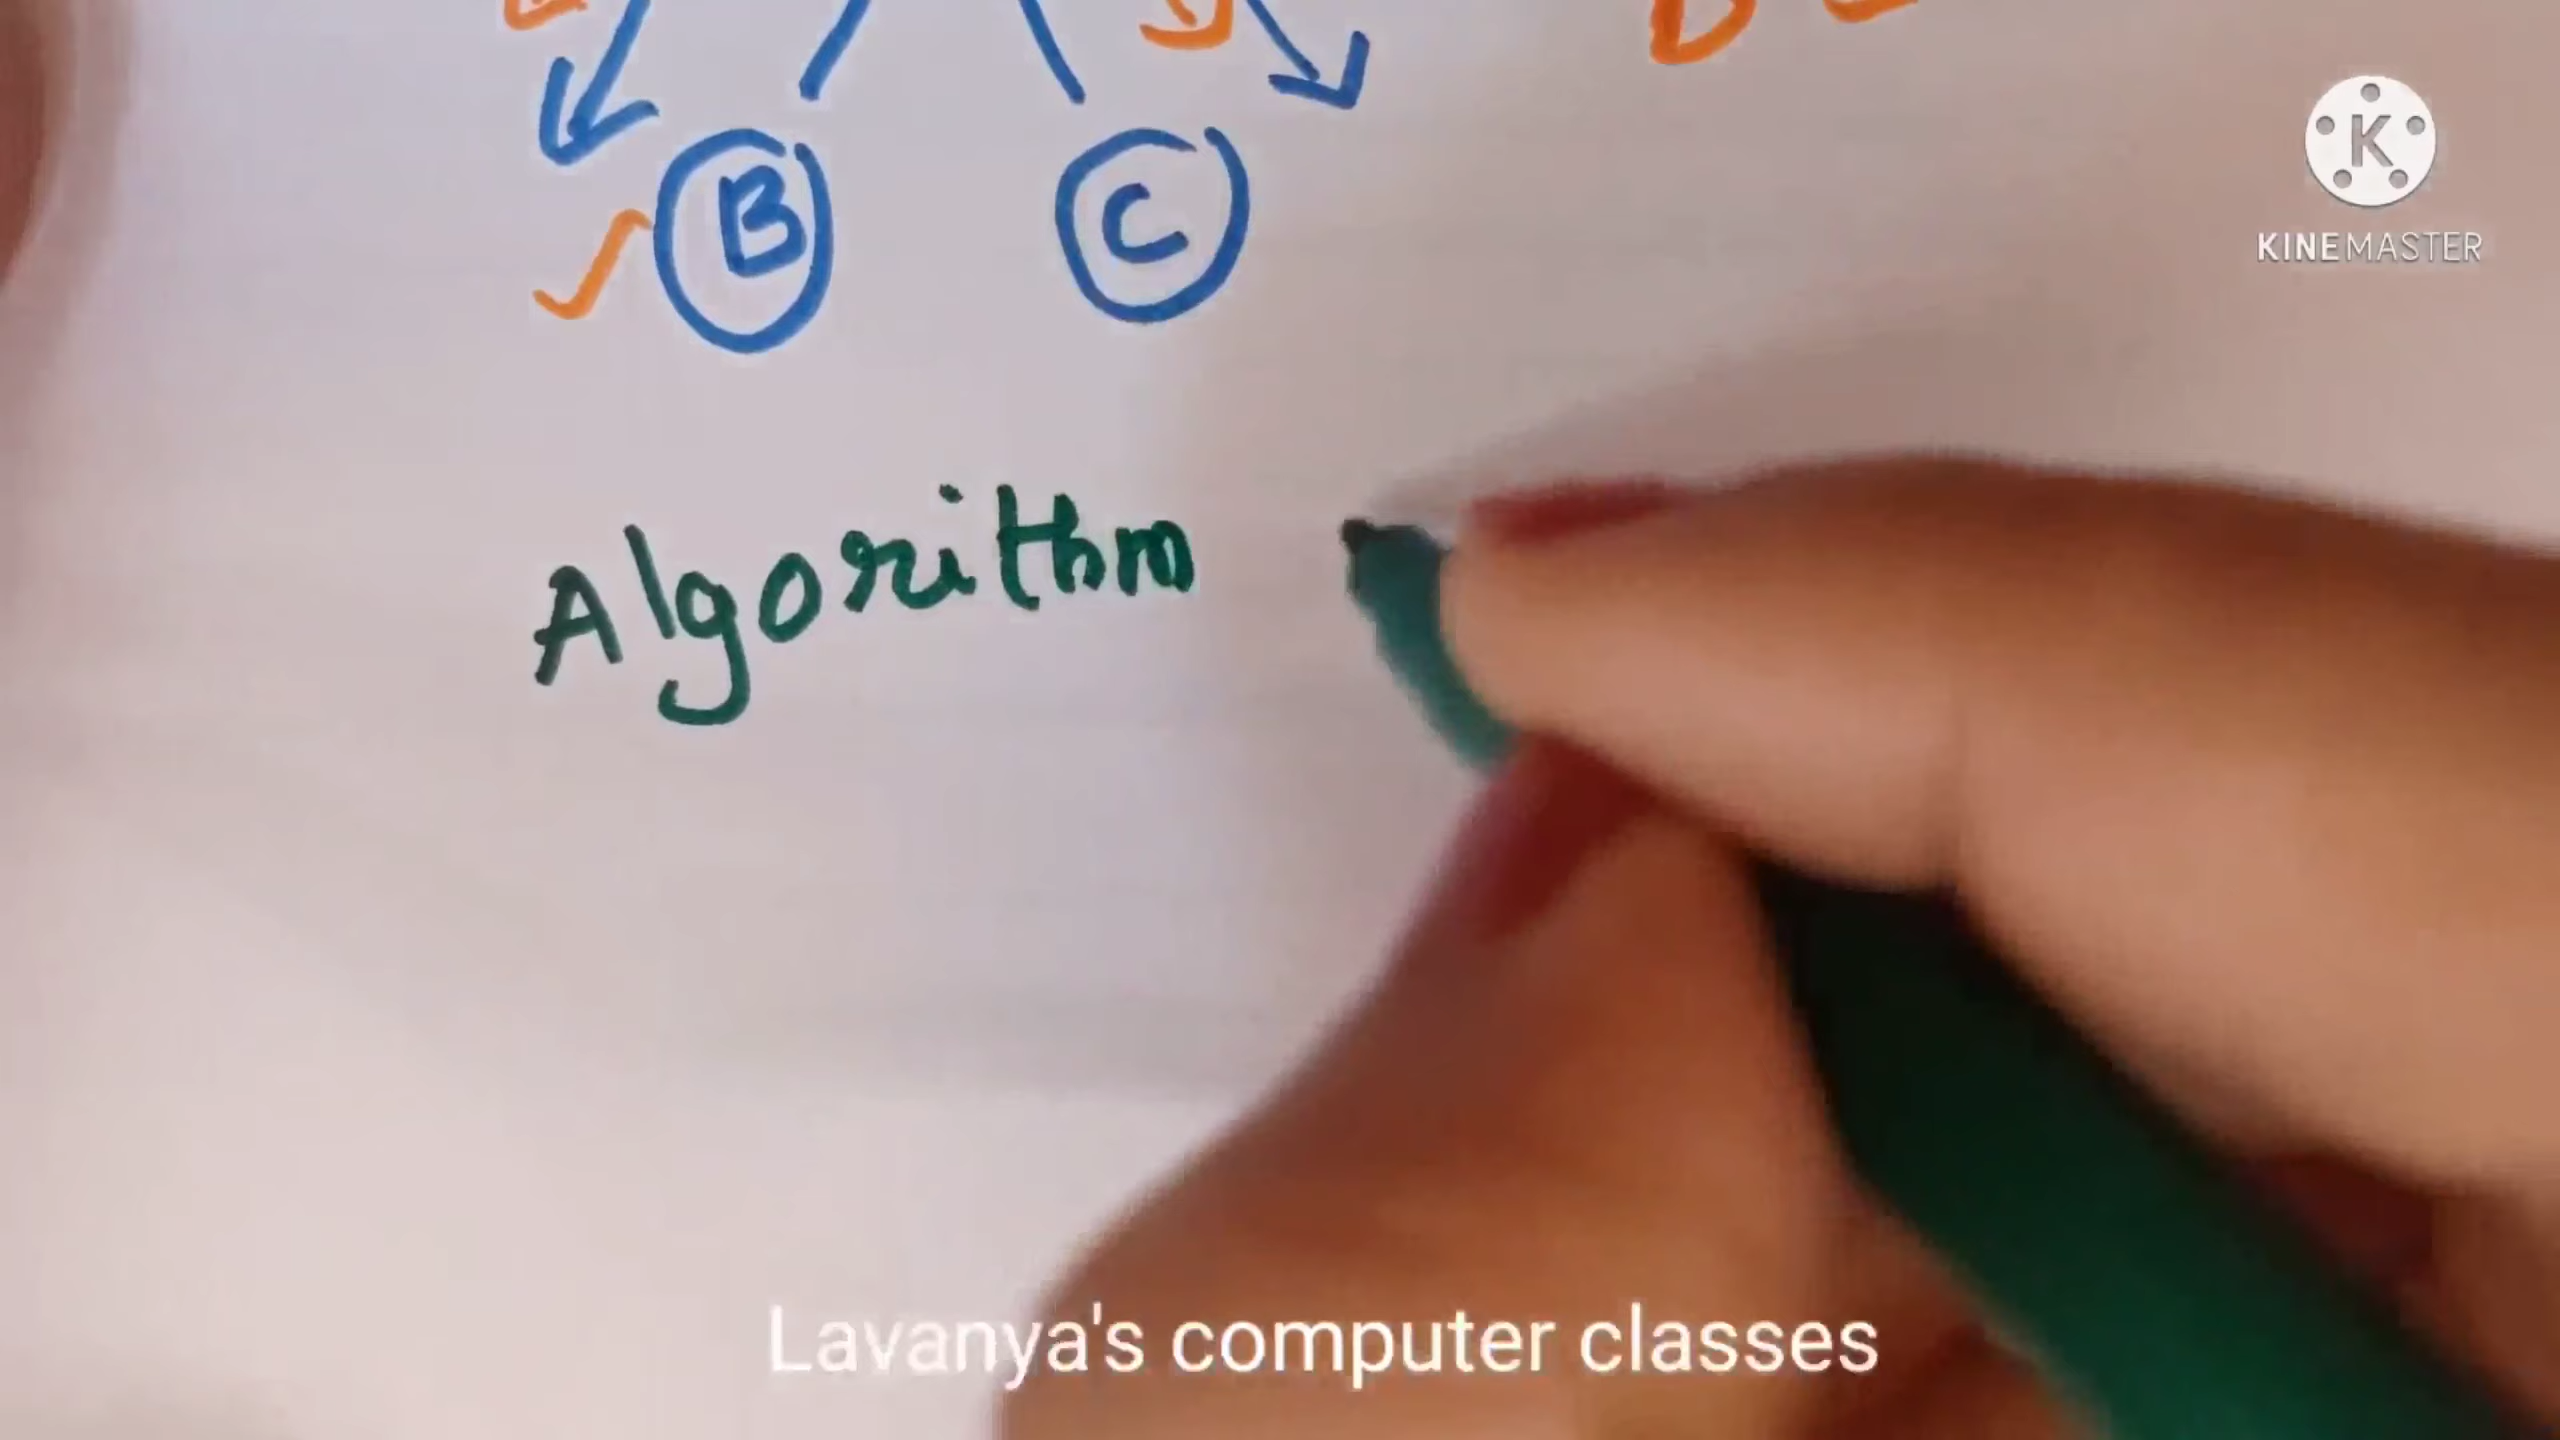 B C
K
KINEMASTER
Algorithm
Lavanya's computer classes